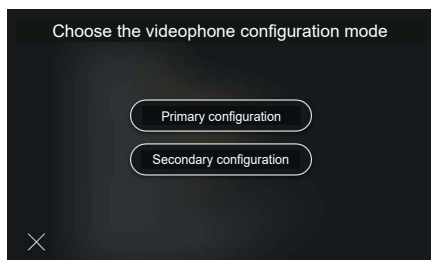 Choose the videophone configuration mode
Primary configuration
Secondary configuration